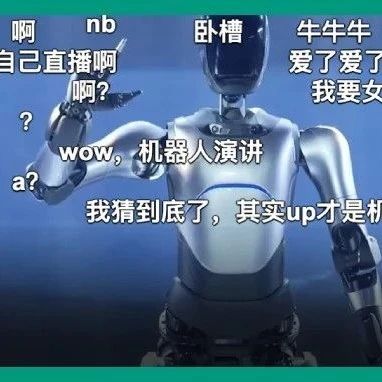 啊
nb
卧槽
牛牛牛
自己直播啊
爱了爱了
啊?
我要女
?
wow，机器人演讲
a?
我猜到底了，其实up才是机